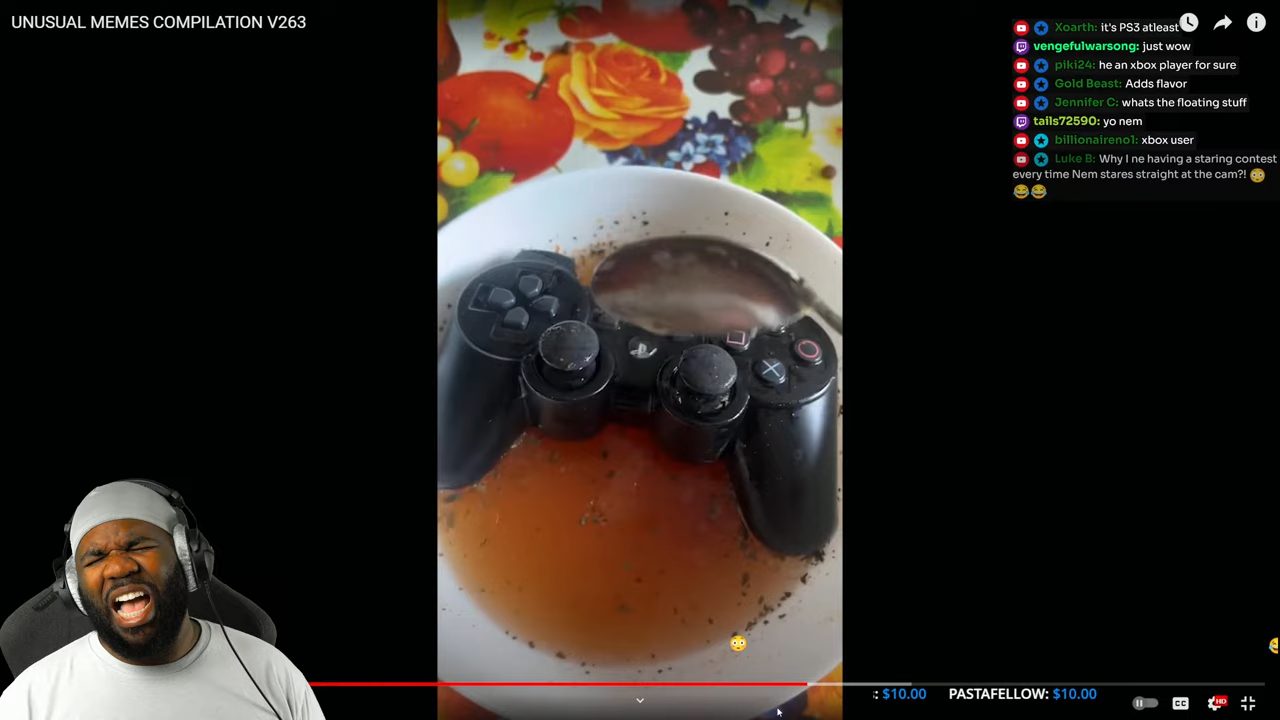 UNUSUAL MEMES COMPILATION V263
Xoarth: it's PS3 atleast
vengefulwarsong: just wow
piki24: he an xbox player for sure
Gold Beast: Adds flavor
Jennifer C: whats the floating stuff
tails72590: yo nem
billionaireno1: xbox user
Luke B: Why I ne having a staring contest
every time Nem stares straight at the cam?! 😳
😂😂
: $10.00 PASTAFELLOW: $10.00
CC
HD